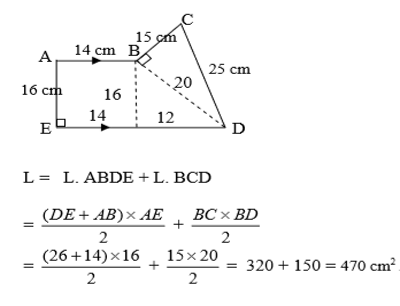 C
14 cm B 15 cm
A
16 cm 16 20 25 cm
14 12
E D
L = L. ABDE + L. BCD
= (DE + AB) × AE / 2 + BC × BD / 2
= (26 + 14) × 16 / 2 + 15 × 20 / 2 = 320 + 150 = 470 cm²